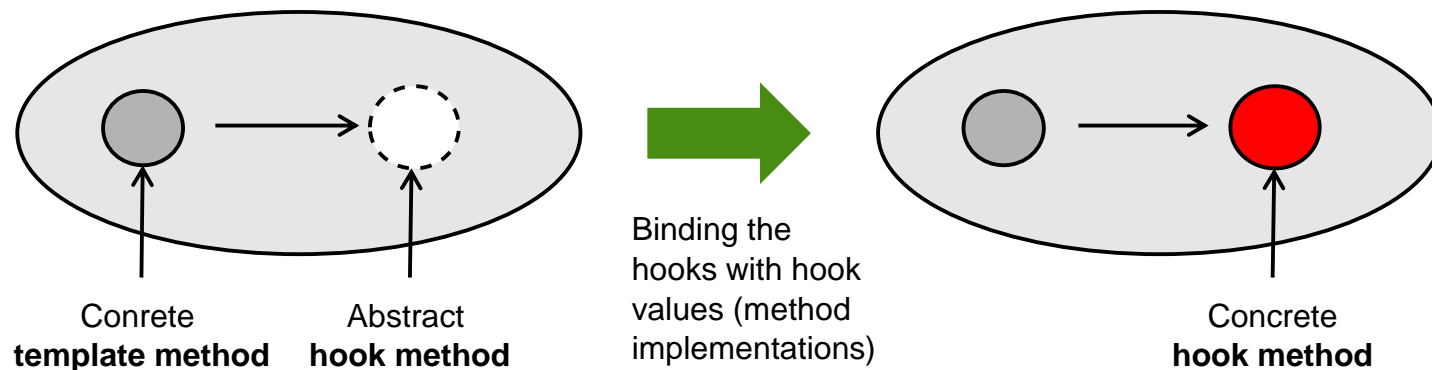 Conrete
template method
Abstract
hook method
Binding the
hooks with hook
values (method
implementations)
Concrete
hook method